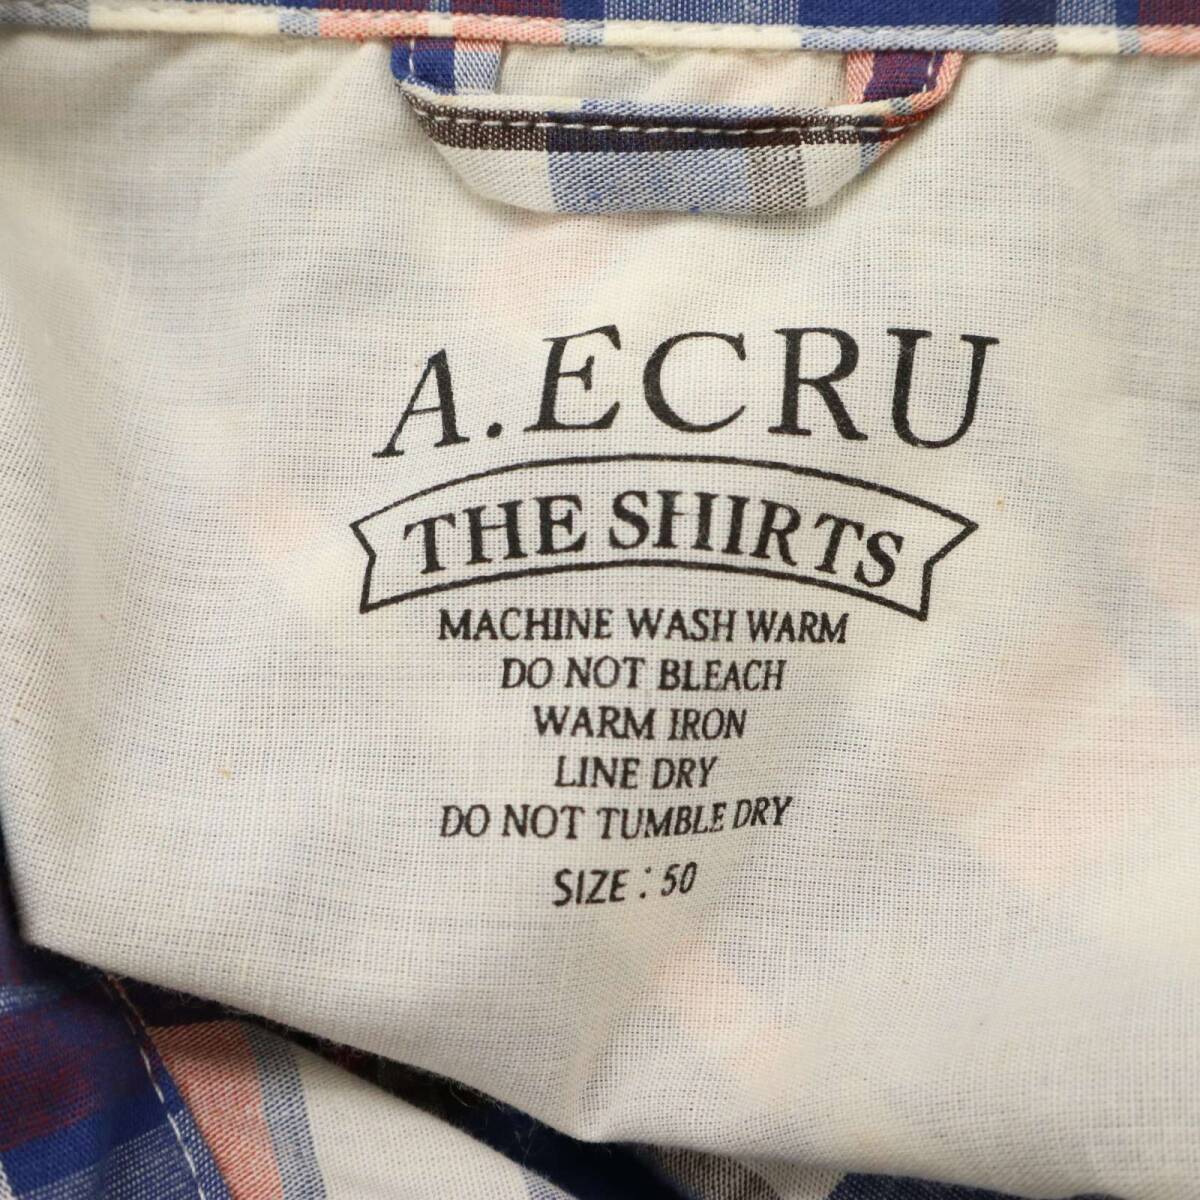 A.ECRU
THE SHIRTS
MACHINE WASH WARM
DO NOT BLEACH
WARM IRON
LINE DRY
DO NOT TUMBLE DRY
SIZE : 50